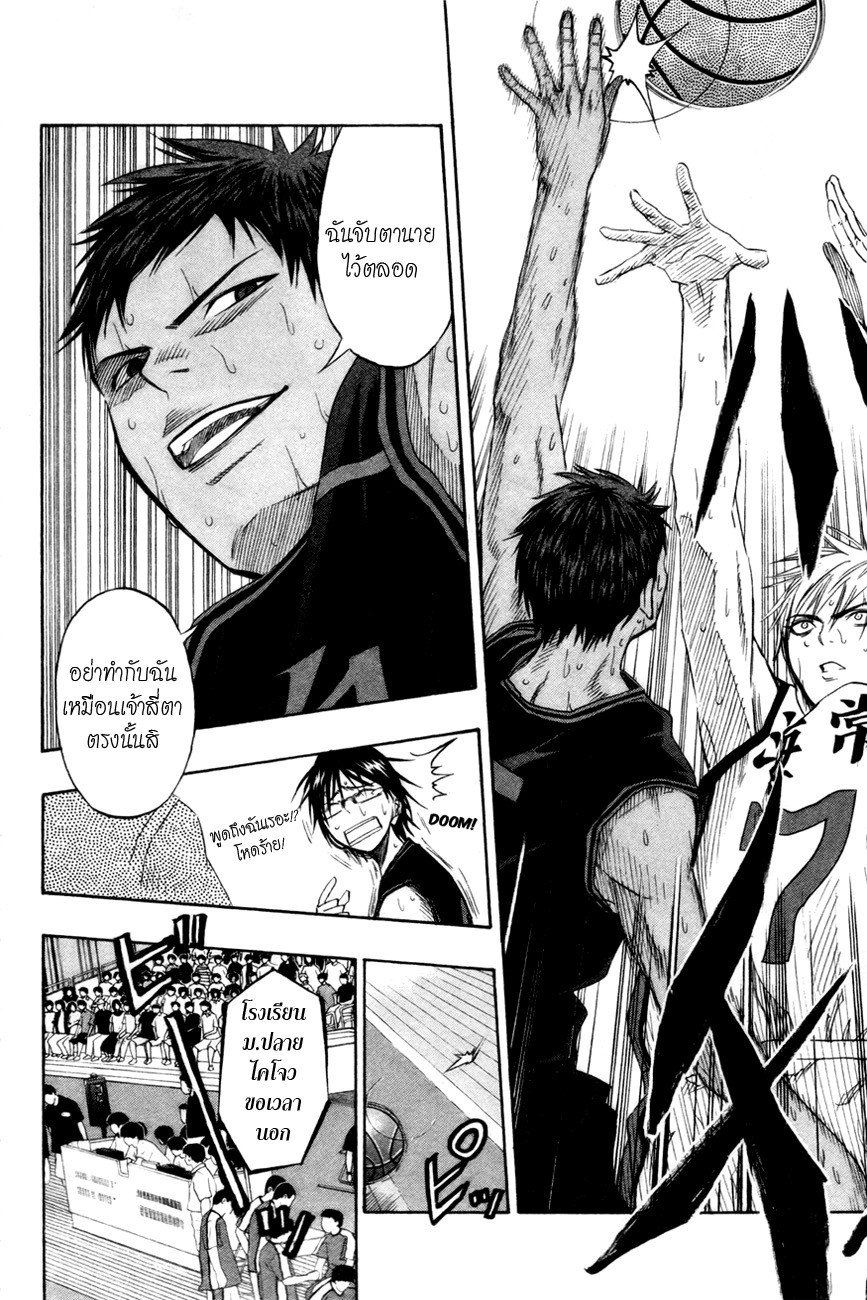 ฉันจับตานาย
ไว้ตลอด
อย่าทำกับฉัน
เหมือนเจ้าสี่ตา
ตรงนั้นสิ
พูดถึงฉันเรอะ!?
โหดร้าย!
DOOM!
โรงเรียน
ม.ปลาย
ไคโจว
ขอเวลา
นอก
ピッ
常
7